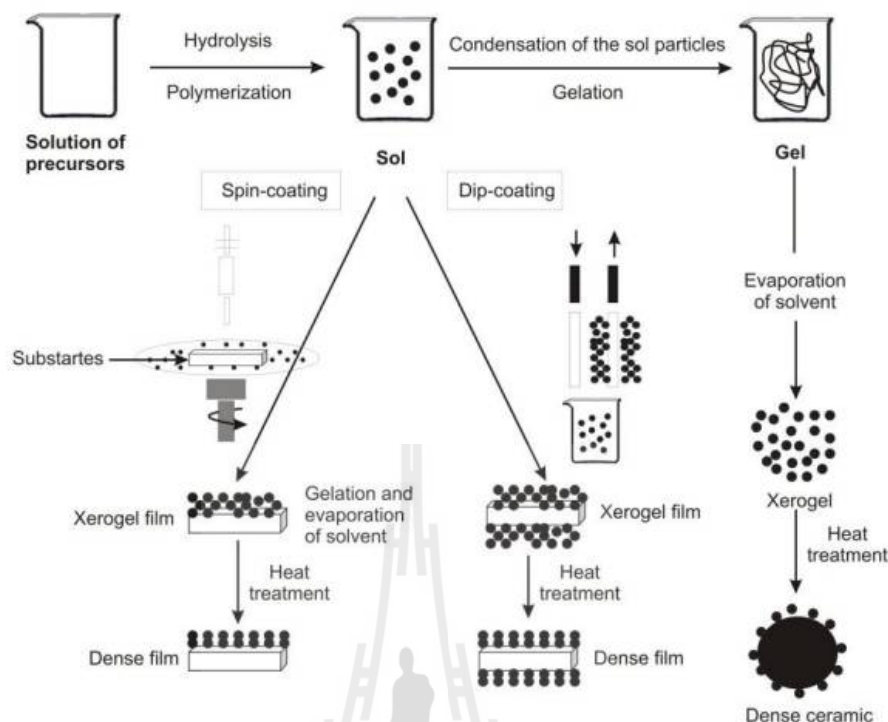 Hydrolysis
Polymerization
Condensation of the sol particles
Gelation
Solution of
precursors
Sol
Gel
Spin-coating
Dip-coating
Evaporation
of solvent
Substartes
Xerogel film
Gelation and
evaporation
of solvent
Xerogel film
Xerogel
Heat
treatment
Heat
treatment
Heat
treatment
Dense film
Dense film
Dense ceramic